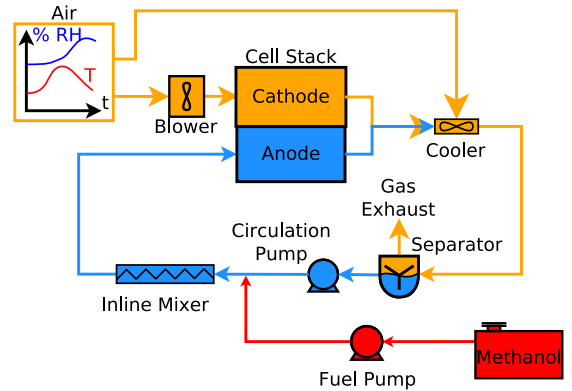 Air
% RH
T
t
Cell Stack
Cathode
Anode
Blower
Cooler
Gas
Exhaust
Separator
Circulation
Pump
Inline Mixer
Methanol
Fuel Pump